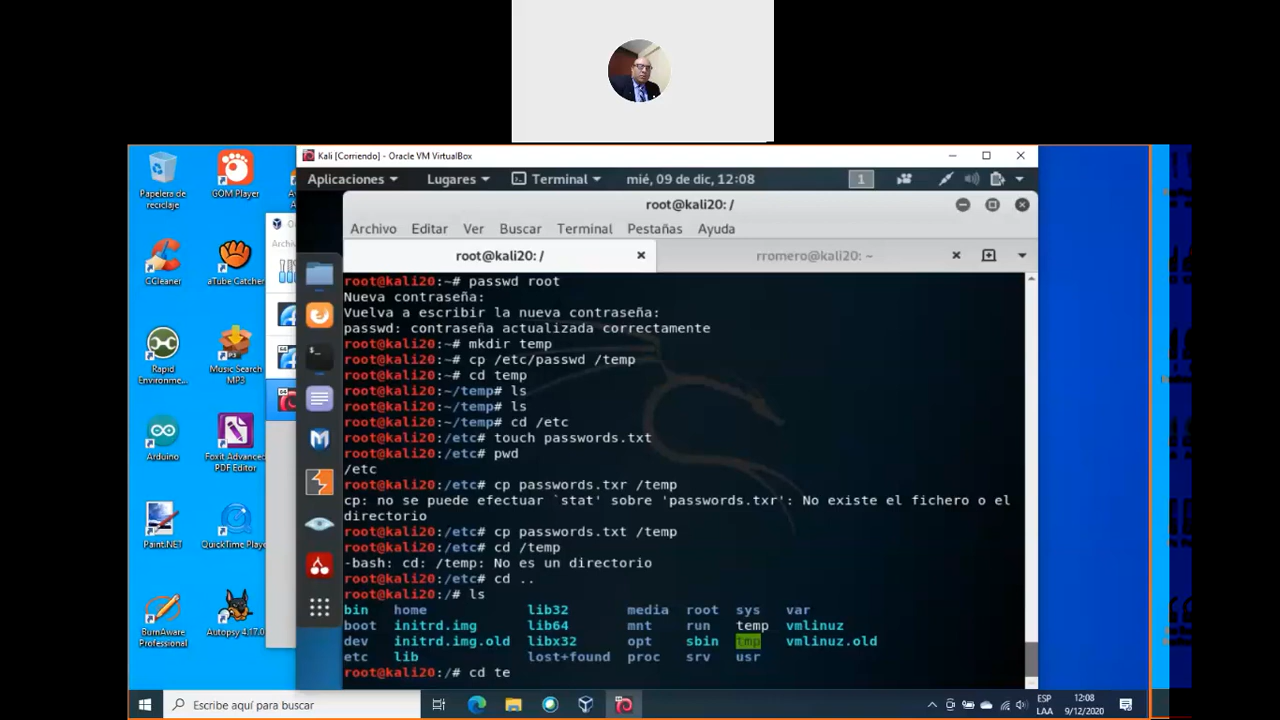 Kali [Corriendo] - Oracle VM VirtualBox
Aplicaciones Lugares Terminal mié, 09 de dic, 12:08 1
root@kali20: /
Archivo Editar Ver Buscar Terminal Pestañas Ayuda
root@kali20: / rromero@kali20: ~
root@kali20:~# passwd root
Nueva contraseña:
Vuelva a escribir la nueva contraseña:
passwd: contraseña actualizada correctamente
root@kali20:~# mkdir temp
root@kali20:~# cp /etc/passwd /temp
root@kali20:~# cd temp
root@kali20:~/temp# ls
root@kali20:~/temp# ls
root@kali20:~/temp# cd /etc
root@kali20:/etc# touch passwords.txt
root@kali20:/etc# pwd
/etc
root@kali20:/etc# cp passwords.txr /temp
cp: no se puede efectuar `stat' sobre 'passwords.txr': No existe el fichero o el
directorio
root@kali20:/etc# cp passwords.txt /temp
root@kali20:/etc# cd /temp
-bash: cd: /temp: No es un directorio
root@kali20:/etc# cd ..
root@kali20:/# ls
bin home lib32 media root sys var
boot initrd.img lib64 mnt run temp vmlinuz
dev initrd.img.old libx32 opt sbin tmp vmlinuz.old
etc lib lost+found proc srv usr
root@kali20:/# cd te
Papelera de
reciclaje
GOM Player
CCleaner
aTube Catcher
Rapid
Environme...
Music Search
MP3
Arduino
Foxit Advanced
PDF Editor
Paint.NET
QuickTime Player
BurnAware
Professional
Autopsy 4.17.0
Archiv
Escribe aquí para buscar
ESP
LAA
12:08
9/12/2020